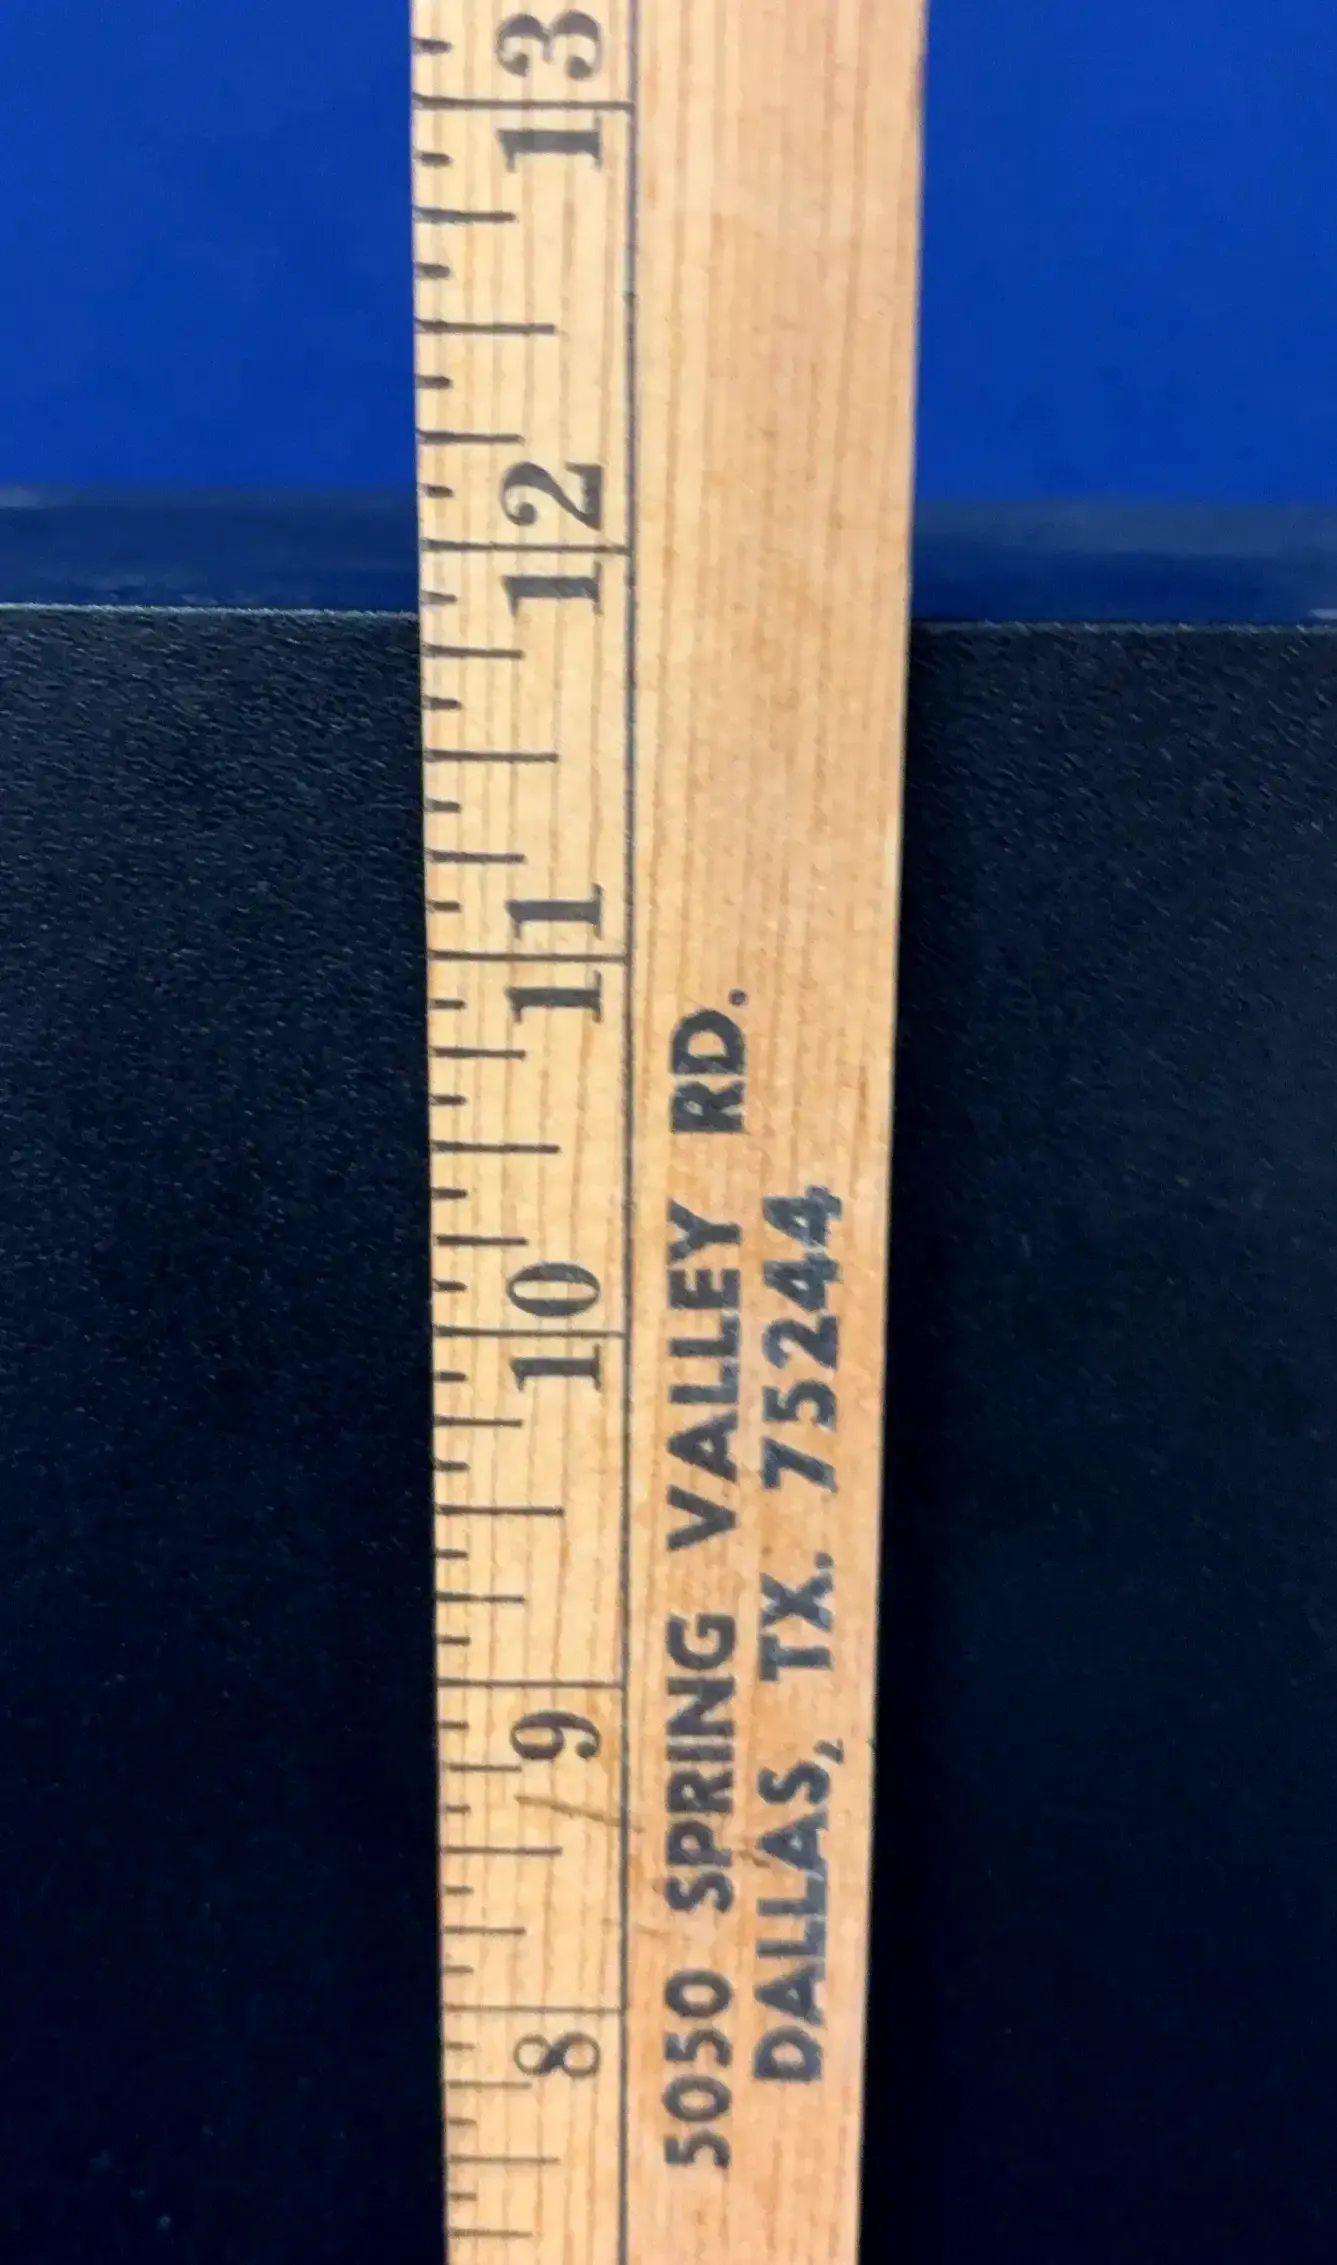 8 9 10 11 12 13
5050 SPRING VALLEY RD.
DALLAS, TX. 75244